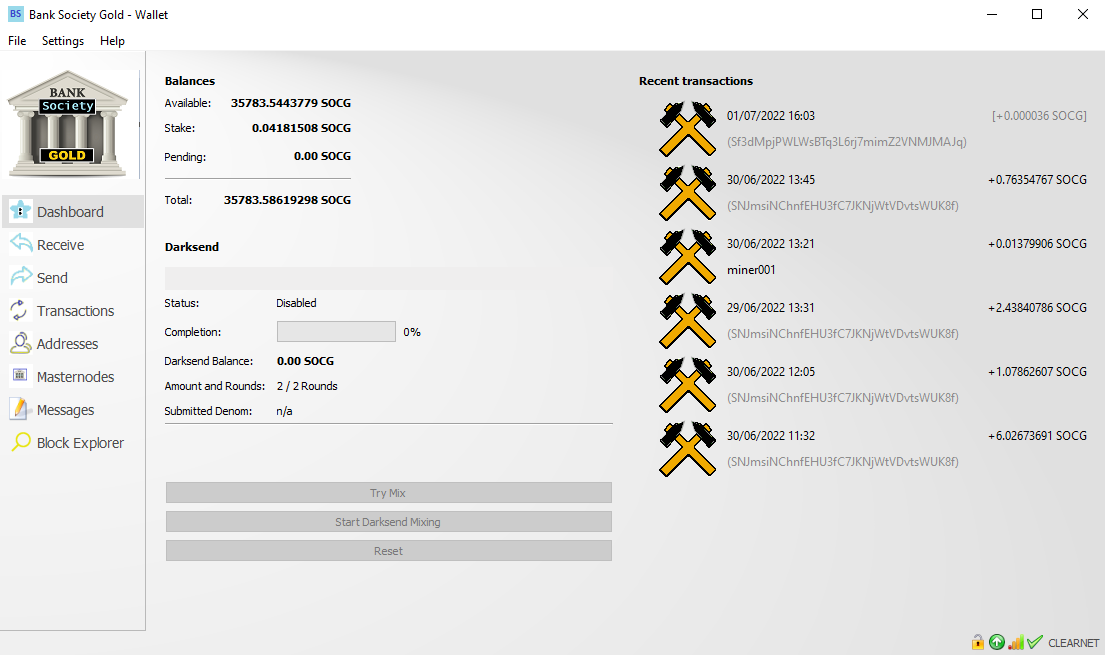 BS Bank Society Gold - Wallet
File Settings Help
BANK
Society
GOLD
Dashboard
Receive
Send
Transactions
Addresses
Masternodes
Messages
Block Explorer
Balances
Available: 35783.5443779 SOCG
Stake: 0.04181508 SOCG
Pending: 0.00 SOCG
Total: 35783.58619298 SOCG
Darksend
Status: Disabled
Completion: 0%
Darksend Balance: 0.00 SOCG
Amount and Rounds: 2 / 2 Rounds
Submitted Denom: n/a
Try Mix
Start Darksend Mixing
Reset
Recent transactions
01/07/2022 16:03 [+0.000036 SOCG]
(Sf3dMpjPWLWsBTq3L6rj7mimZ2VNMJMAJq)
30/06/2022 13:45 +0.76354767 SOCG
(SNJmsiNChnfEHU3fC7JKNjWtVDvtsWUK8f)
30/06/2022 13:21 +0.01379906 SOCG
miner001
29/06/2022 13:31 +2.43840786 SOCG
(SNJmsiNChnfEHU3fC7JKNjWtVDvtsWUK8f)
30/06/2022 12:05 +1.07862607 SOCG
(SNJmsiNChnfEHU3fC7JKNjWtVDvtsWUK8f)
30/06/2022 11:32 +6.02673691 SOCG
(SNJmsiNChnfEHU3fC7JKNjWtVDvtsWUK8f)
CLEARNET